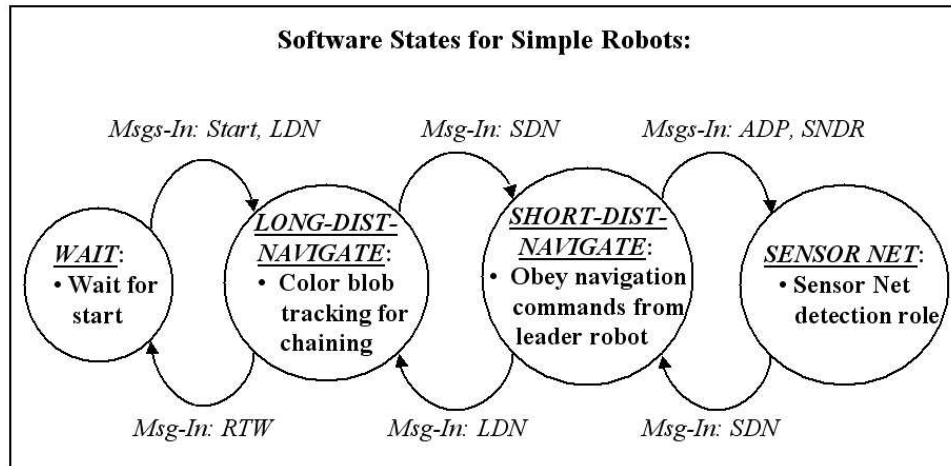 Software States for Simple Robots:
Msgs-In: Start, LDN
Msg-In: SDN
Msgs-In: ADP, SNDR
WAIT:
• Wait for
start
LONG-DIST-
NAVIGATE:
• Color blob
tracking for
chaining
SHORT-DIST-
NAVIGATE:
• Obey navigation
commands from
leader robot
SENSOR NET:
• Sensor Net
detection role
Msg-In: RTW
Msg-In: LDN
Msg-In: SDN